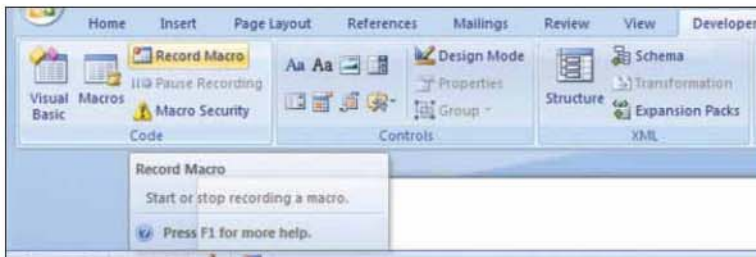 Home Insert Page Layout References Mailings Review View Developer
Visual Basic
Macros
Record Macro
Pause Recording
Macro Security
Code
Aa Aa
Design Mode
Properties
Group
Controls
Structure
Schema
Transformation
Expansion Packs
XML
Record Macro
Start or stop recording a macro.
Press F1 for more help.